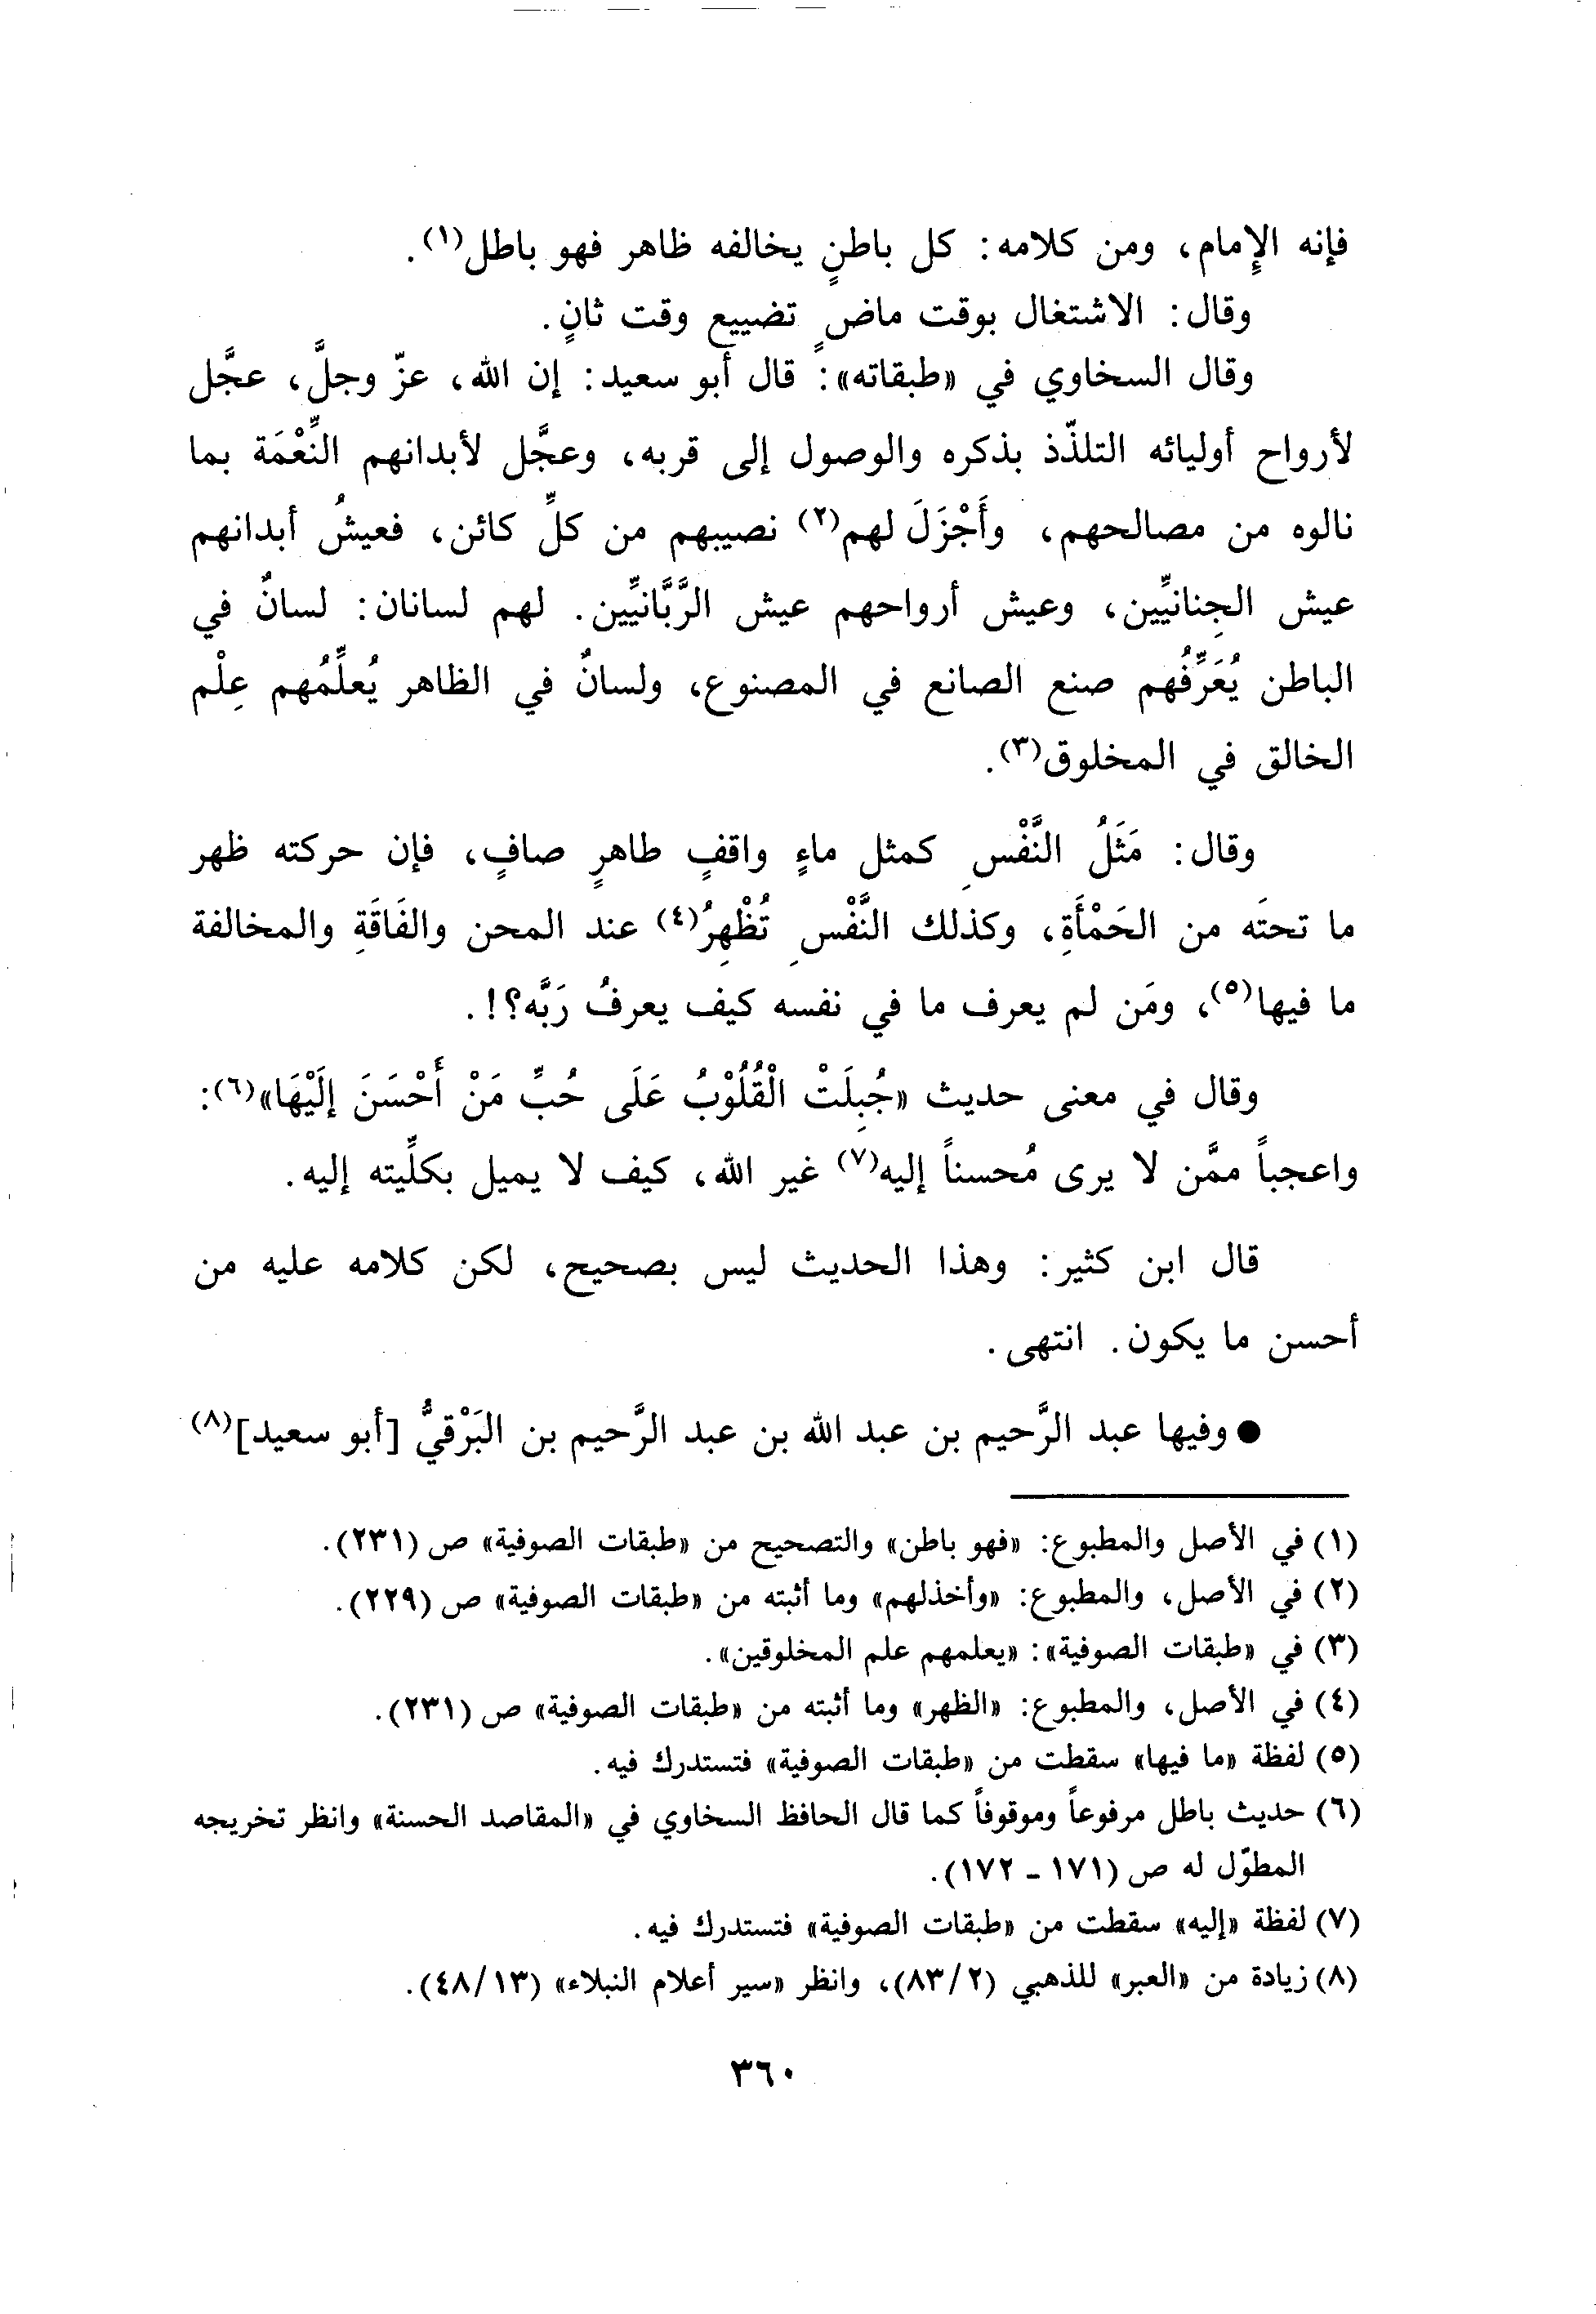 فإنه الإِمام، ومن كلامه: كل باطنٍ يخالفه ظاهر فهو باطل(١).
وقال: الاشتغال بوقت ماضٍ تضييع وقت ثانٍ.
وقال السخاوي في «طبقاته»: قال أبو سعيد: إن الله، عزّ وجلَّ، عجَّل
لأرواح أوليائه التلذّذ بذكره والوصول إلى قربه، وعجَّل لأبدانهم النِّعْمَة بما
نالوه من مصالحهم، وأَجْزَلَ لهم(٢) نصيبهم من كلِّ كائن، فعيشُ أبدانهم
عيش الجِنانيِّين، وعيش أرواحهم عيش الرَّبَّانيِّين. لهم لسانان: لسانٌ في
الباطن يُعَرِّفُهم صنع الصانع في المصنوع، ولسانٌ في الظاهر يُعلِّمُهم عِلْم
الخالق في المخلوق(٣).
وقال: مَثَلُ النَّفْسِ كمثل ماءٍ واقفٍ طاهرٍ صافٍ، فإن حركته ظهر
ما تحتَه من الحَمْأَةِ، وكذلك النَّفْسِ تُظْهِرُ(٤) عند المحن والفَاقَةِ والمخالفة
ما فيها(٥)، ومَن لم يعرف ما في نفسه كيف يعرفُ رَبَّه؟!.
وقال في معنى حديث «جُبِلَتْ الْقُلُوْبُ عَلَى حُبِّ مَنْ أَحْسَنَ إلَيْهَا»(٦):
واعجباً ممَّن لا يرى مُحسناً إليه(٧) غير الله، كيف لا يميل بكلِّيته إليه.
قال ابن كثير: وهذا الحديث ليس بصحيح، لكن كلامه عليه من
أحسن ما يكون. انتهى.
● وفيها عبد الرَّحيم بن عبد الله بن عبد الرَّحيم بن البَرْقيُّ [أبو سعيد](٨)
(١) في الأصل والمطبوع: «فهو باطن» والتصحيح من «طبقات الصوفية» ص (٢٣١).
(٢) في الأصل، والمطبوع: «وأخذلهم» وما أثبته من «طبقات الصوفية» ص (٢٢٩).
(٣) في «طبقات الصوفية»: «يعلمهم علم المخلوقين».
(٤) في الأصل، والمطبوع: «الظهر» وما أثبته من «طبقات الصوفية» ص (٢٣١).
(٥) لفظة «ما فيها» سقطت من «طبقات الصوفية» فتستدرك فيه.
(٦) حديث باطل مرفوعاً وموقوفاً كما قال الحافظ السخاوي في «المقاصد الحسنة» وانظر تخريجه
المطوّل له ص (١٧١ - ١٧٢).
(٧) لفظة «إليه» سقطت من «طبقات الصوفية» فتستدرك فيه.
(٨) زيادة من «العبر» للذهبي (٢/ ٨٣)، وانظر «سير أعلام النبلاء» (١٣/ ٤٨).
٣٦٠